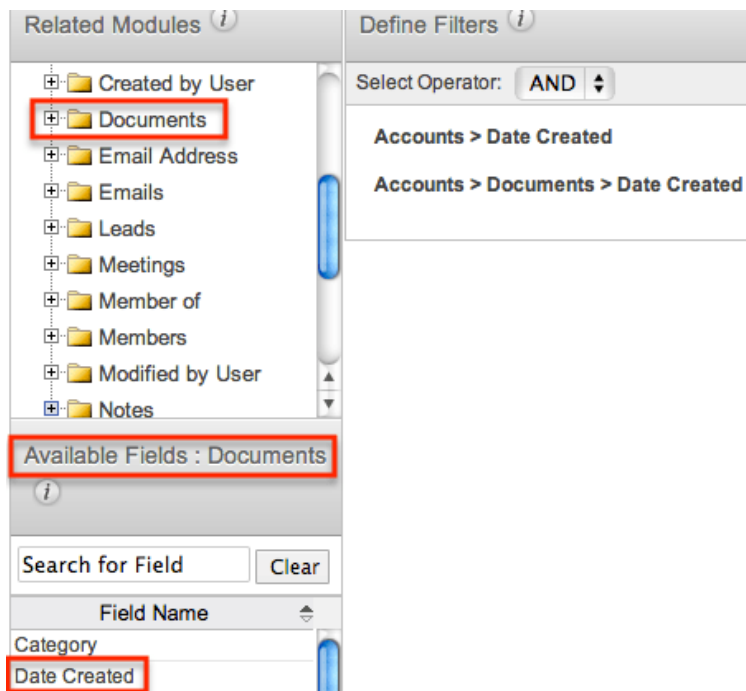 Related Modules i
Created by User
Documents
Email Address
Emails
Leads
Meetings
Member of
Members
Modified by User
Notes
Available Fields : Documents
i
Search for Field Clear
Field Name
Category
Date Created
Define Filters i
Select Operator: AND
Accounts > Date Created
Accounts > Documents > Date Created